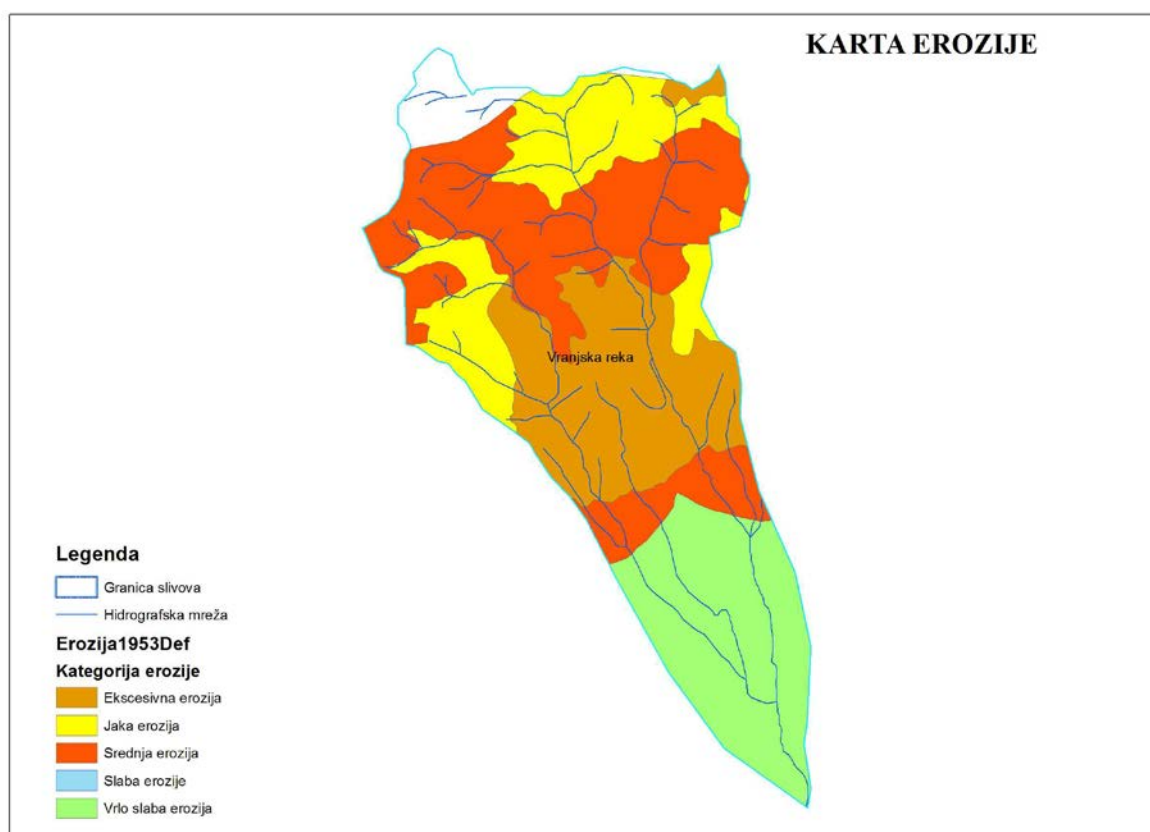 KARTA EROZIJE
Vranjska reka
Legenda
Granica slivova
Hidrografska mreža
Erozija1953Def
Kategorija erozije
Ekscesivna erozija
Jaka erozija
Srednja erozija
Slaba erozije
Vrlo slaba erozija